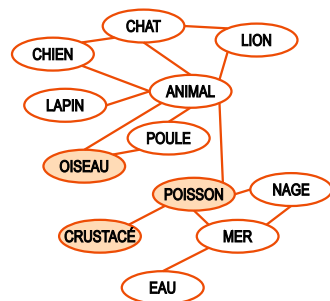 CHAT
LION
CHIEN
ANIMAL
LAPIN
POULE
OISEAU
POISSON
NAGE
CRUSTACÉ
MER
EAU